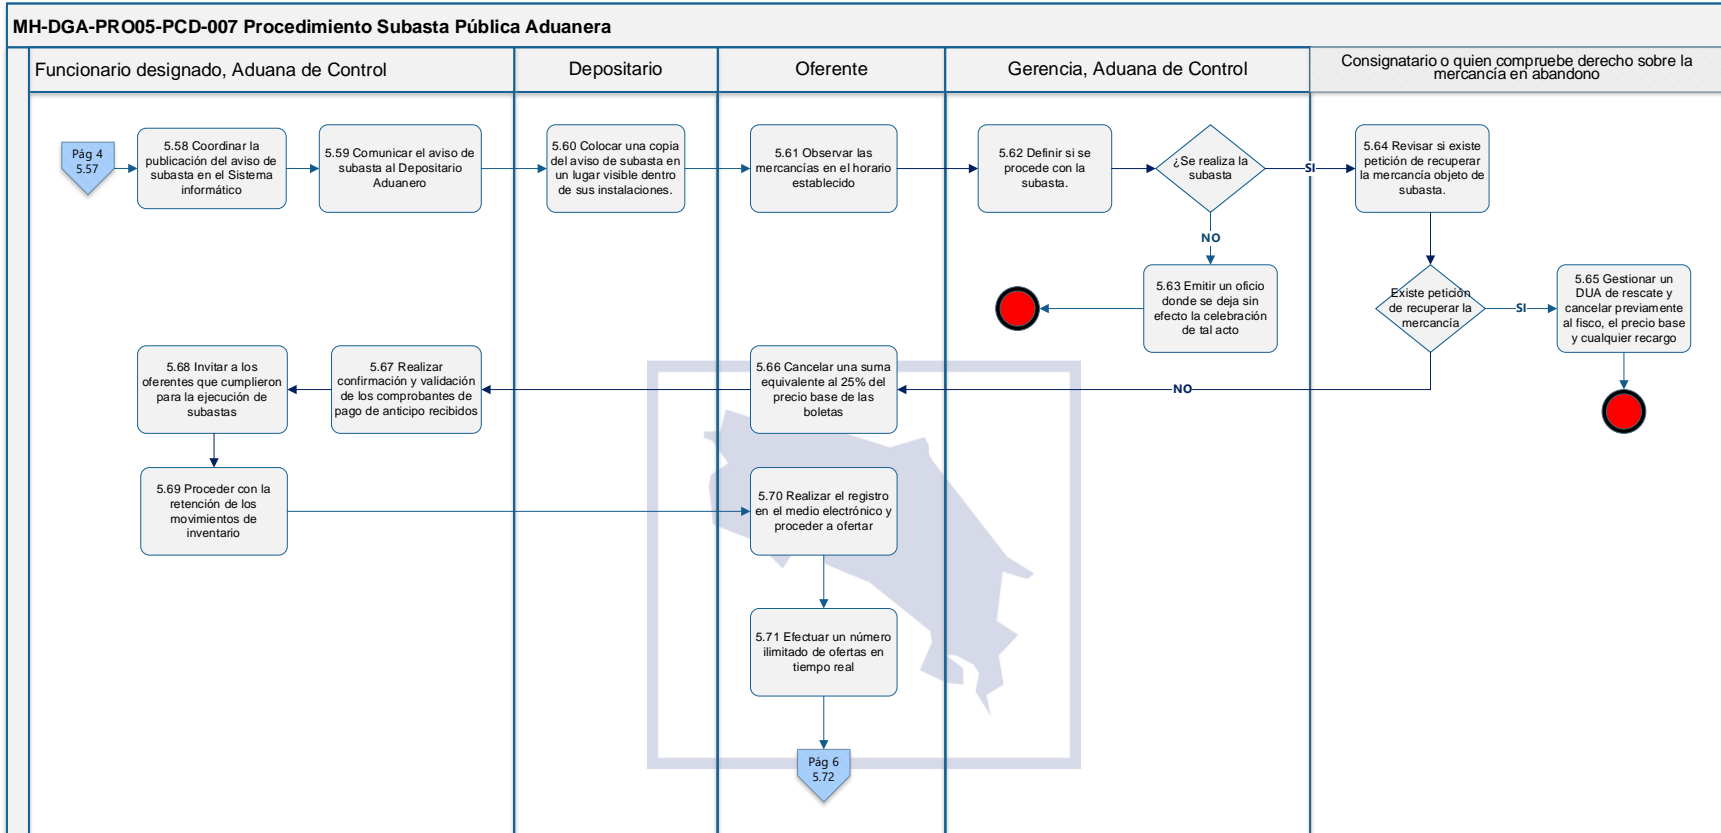 MH-DGA-PRO05-PCD-007 Procedimiento Subasta Pública Aduanera
Funcionario designado, Aduana de Control
Depositario
Oferente
Gerencia, Aduana de Control
Consignatario o quien compruebe derecho sobre la
mercancía en abandono
Pág 4
5.57
5.58 Coordinar la
publicación del aviso de
subasta en el Sistema
informático
5.59 Comunicar el aviso de
subasta al Depositario
Aduanero
5.60 Colocar una copia
del aviso de subasta en
un lugar visible dentro
de sus instalaciones.
5.61 Observar las
mercancías en el horario
establecido
5.62 Definir si se
procede con la
subasta.
¿Se realiza la
subasta
SI
NO
5.63 Emitir un oficio
donde se deja sin
efecto la celebración
de tal acto
5.64 Revisar si existe
petición de recuperar
la mercancía objeto de
subasta.
Existe petición
de recuperar la
mercancía
SI
5.65 Gestionar un
DUA de rescate y
cancelar previamente
al fisco, el precio base
y cualquier recargo
NO
5.66 Cancelar una suma
equivalente al 25% del
precio base de las
boletas
5.67 Realizar
confirmación y validación
de los comprobantes de
pago de anticipo recibidos
5.68 Invitar a los
oferentes que cumplieron
para la ejecución de
subastas
5.69 Proceder con la
retención de los
movimientos de
inventario
5.70 Realizar el registro
en el medio electrónico y
proceder a ofertar
5.71 Efectuar un número
ilimitado de ofertas en
tiempo real
Pág 6
5.72